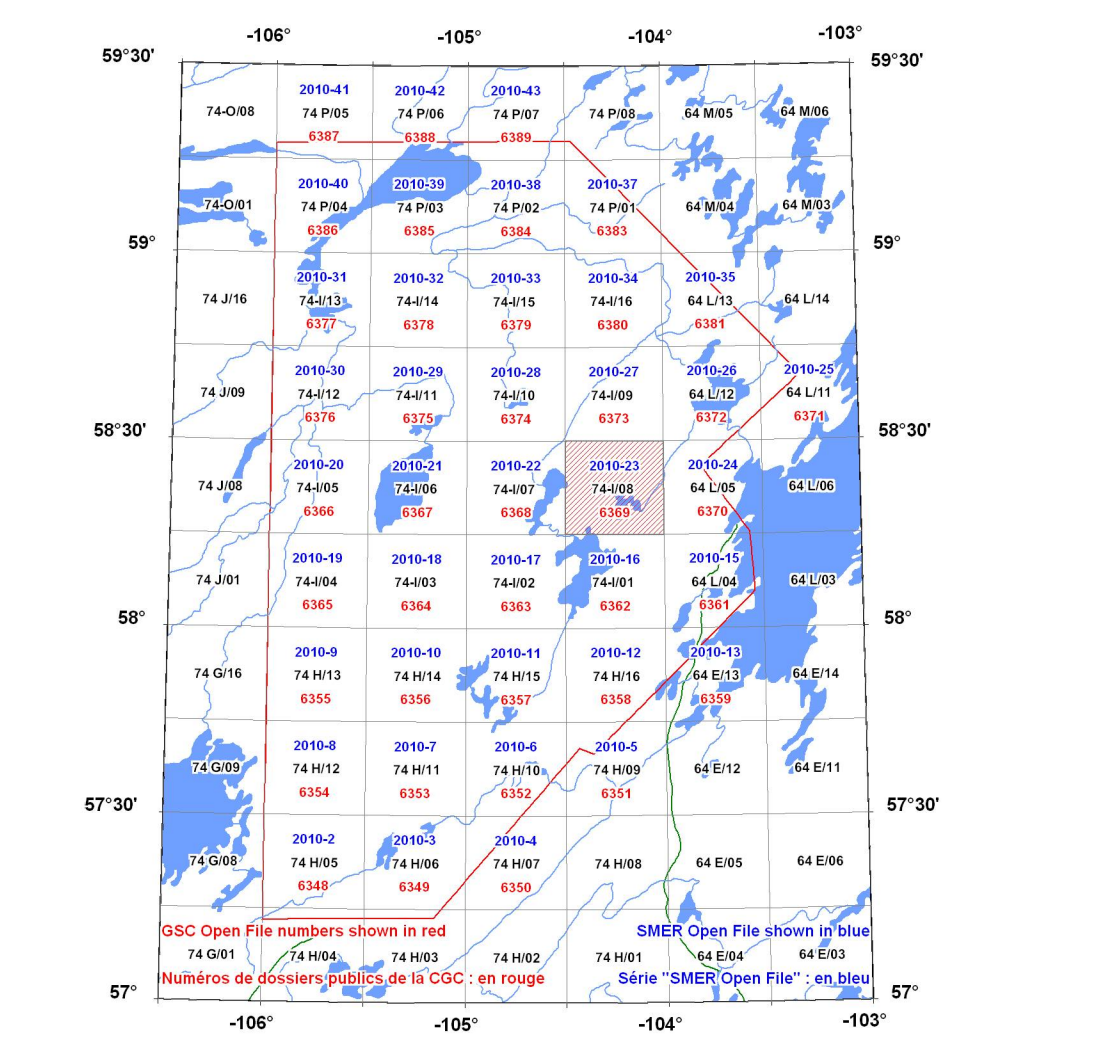 -106° -105° -104° -103°
59°30' 59°30'
2010-41 2010-42 2010-43
74-O/08 74 P/05 74 P/06 74 P/07 74 P/08 64 M/05 64 M/06
6387 6388 6389
2010-40 2010-39 2010-38 2010-37
74-O/01 74 P/04 74 P/03 74 P/02 74 P/01 64 M/04 64 M/03
6386 6385 6384 6383
59° 59°
2010-31 2010-32 2010-33 2010-34 2010-35
74 J/16 74-I/13 74-I/14 74-I/15 74-I/16 64 L/13 64 L/14
6377 6378 6379 6380 6381
2010-30 2010-29 2010-28 2010-27 2010-26 2010-25
74 J/09 74-I/12 74-I/11 74-I/10 74-I/09 64 L/12 64 L/11
6376 6375 6374 6373 6372 6371
58°30' 58°30'
2010-20 2010-21 2010-22 2010-23 2010-24
74 J/08 74-I/05 74-I/06 74-I/07 74-I/08 64 L/05 64 L/06
6366 6367 6368 6369 6370
2010-19 2010-18 2010-17 2010-16 2010-15
74 J/01 74-I/04 74-I/03 74-I/02 74-I/01 64 L/04 64 L/03
6365 6364 6363 6362 6361
58° 58°
2010-9 2010-10 2010-11 2010-12 2010-13
74 G/16 74 H/13 74 H/14 74 H/15 74 H/16 64 E/13 64 E/14
6355 6356 6357 6358 6359
2010-8 2010-7 2010-6 2010-5
74 G/09 74 H/12 74 H/11 74 H/10 74 H/09 64 E/12 64 E/11
6354 6353 6352 6351
57°30' 57°30'
2010-2 2010-3 2010-4
74 G/08 74 H/05 74 H/06 74 H/07 74 H/08 64 E/05 64 E/06
6348 6349 6350
GSC Open File numbers shown in red SMER Open File shown in blue
74 G/01 74 H/04 74 H/03 74 H/02 74 H/01 64 E/04 64 E/03
Numéros de dossiers publics de la CGC : en rouge Série "SMER Open File" : en bleu
57° 57°
-106° -105° -104° -103°